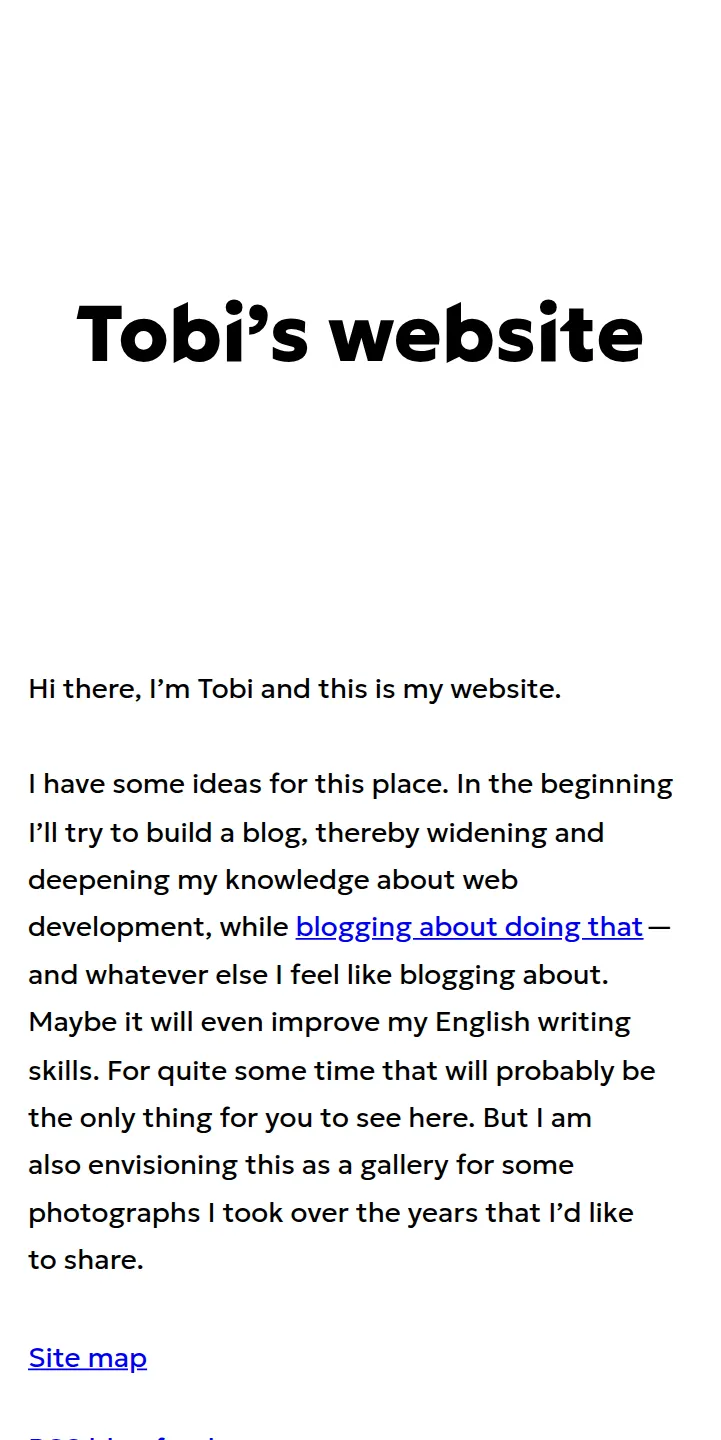 Tobi’s website
Hi there, I’m Tobi and this is my website.
I have some ideas for this place. In the beginning
I’ll try to build a blog, thereby widening and
deepening my knowledge about web
development, while blogging about doing that —
and whatever else I feel like blogging about.
Maybe it will even improve my English writing
skills. For quite some time that will probably be
the only thing for you to see here. But I am
also envisioning this as a gallery for some
photographs I took over the years that I’d like
to share.
Site map